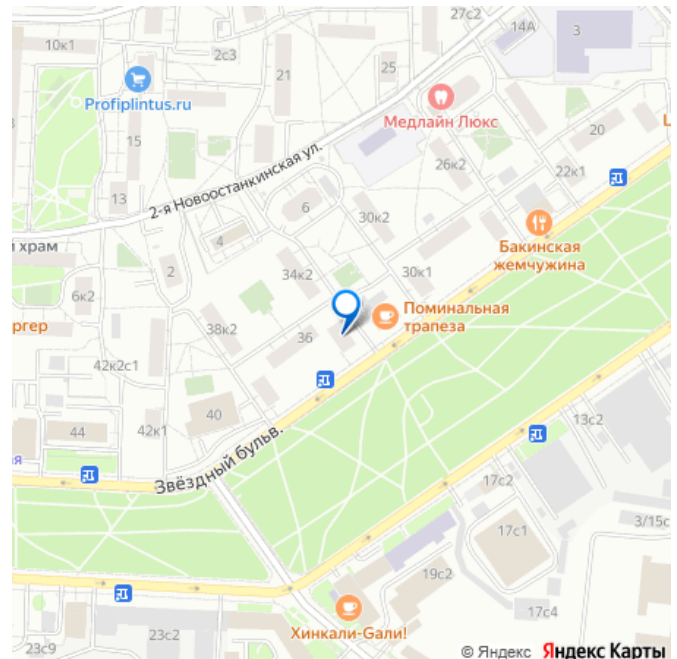 27с2
14А
3
10к1
2с3
21
25
Profiplintus.ru
Медлайн Люкс
15
20
26к2
22к1
13
2-я Новоостанкинская ул.
6
30к2
4
й храм
Бакинская
жемчужина
2
34к2
30к1
6к2
Поминальная
трапеза
ргер
38к2
36
42к2с1
40
44
42к1
13с2
Звёздный бульв.
17с2
17с1
3/15с
19с2
17с4
Хинкали-Gали!
23с2
23с9
© Яндекс Яндекс Карты